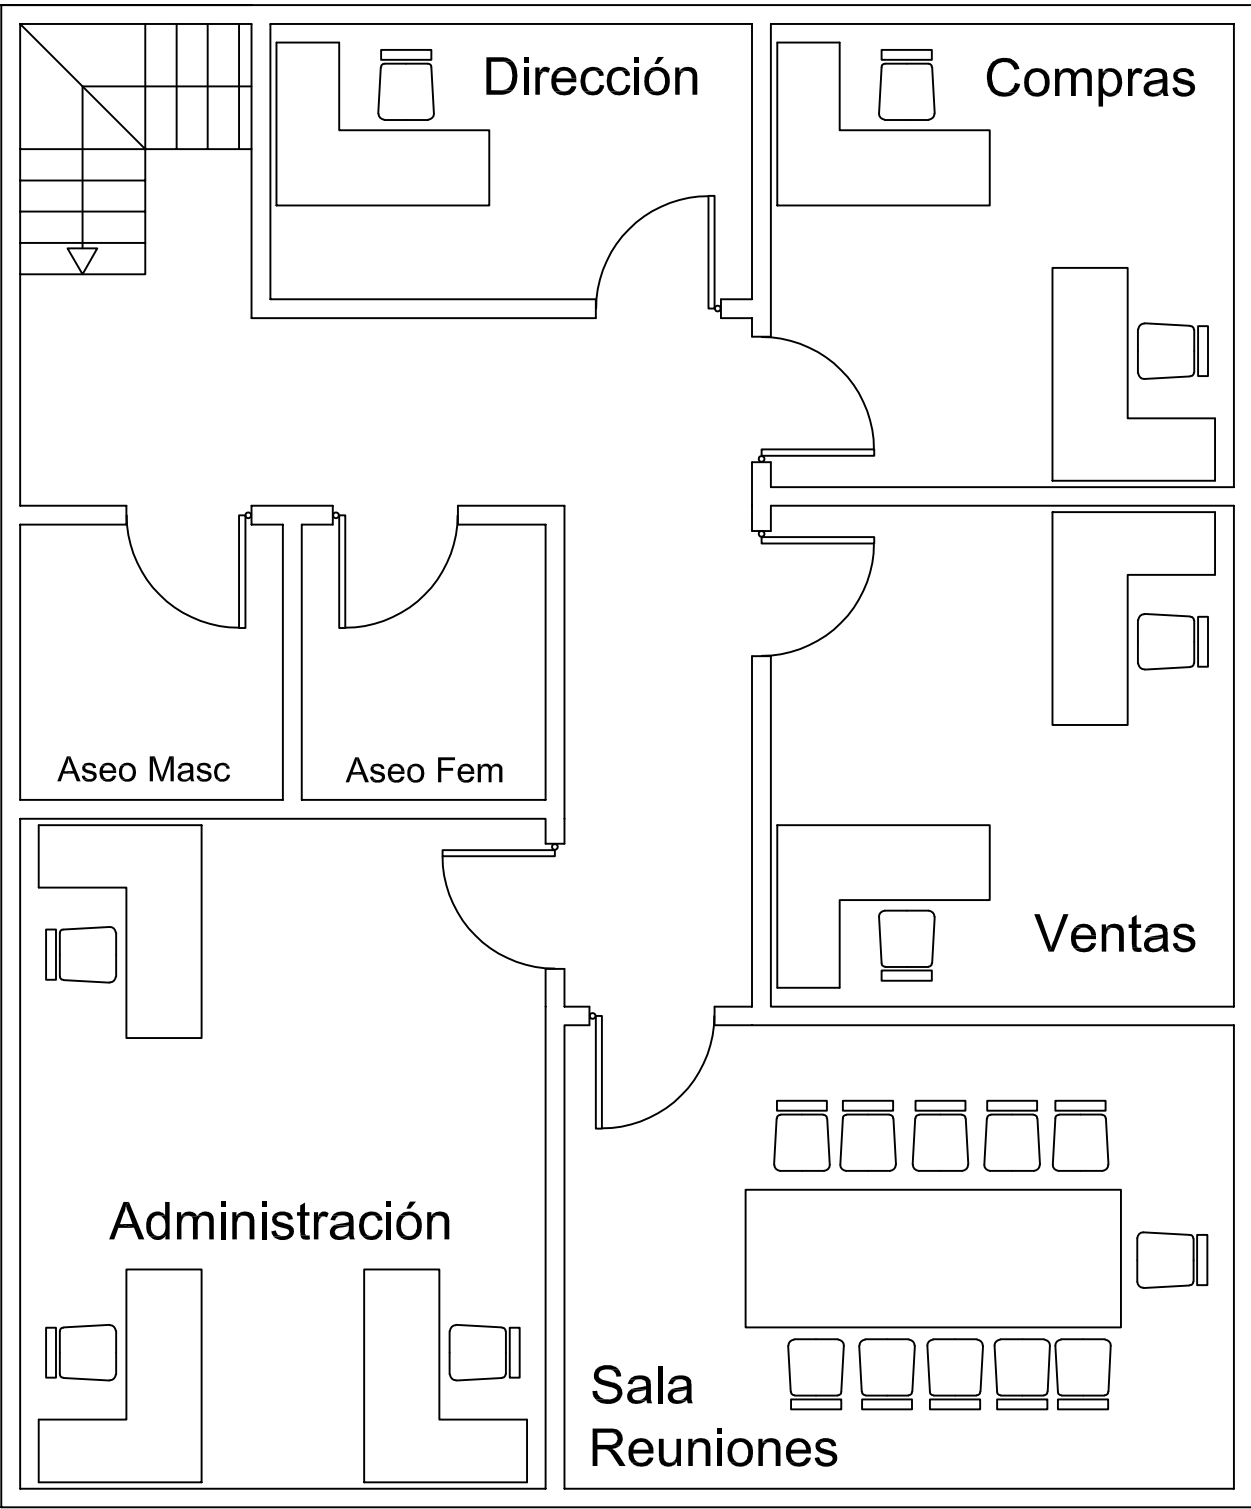 Dirección
Compras
Aseo Masc
Aseo Fem
Ventas
Administración
Sala
Reuniones